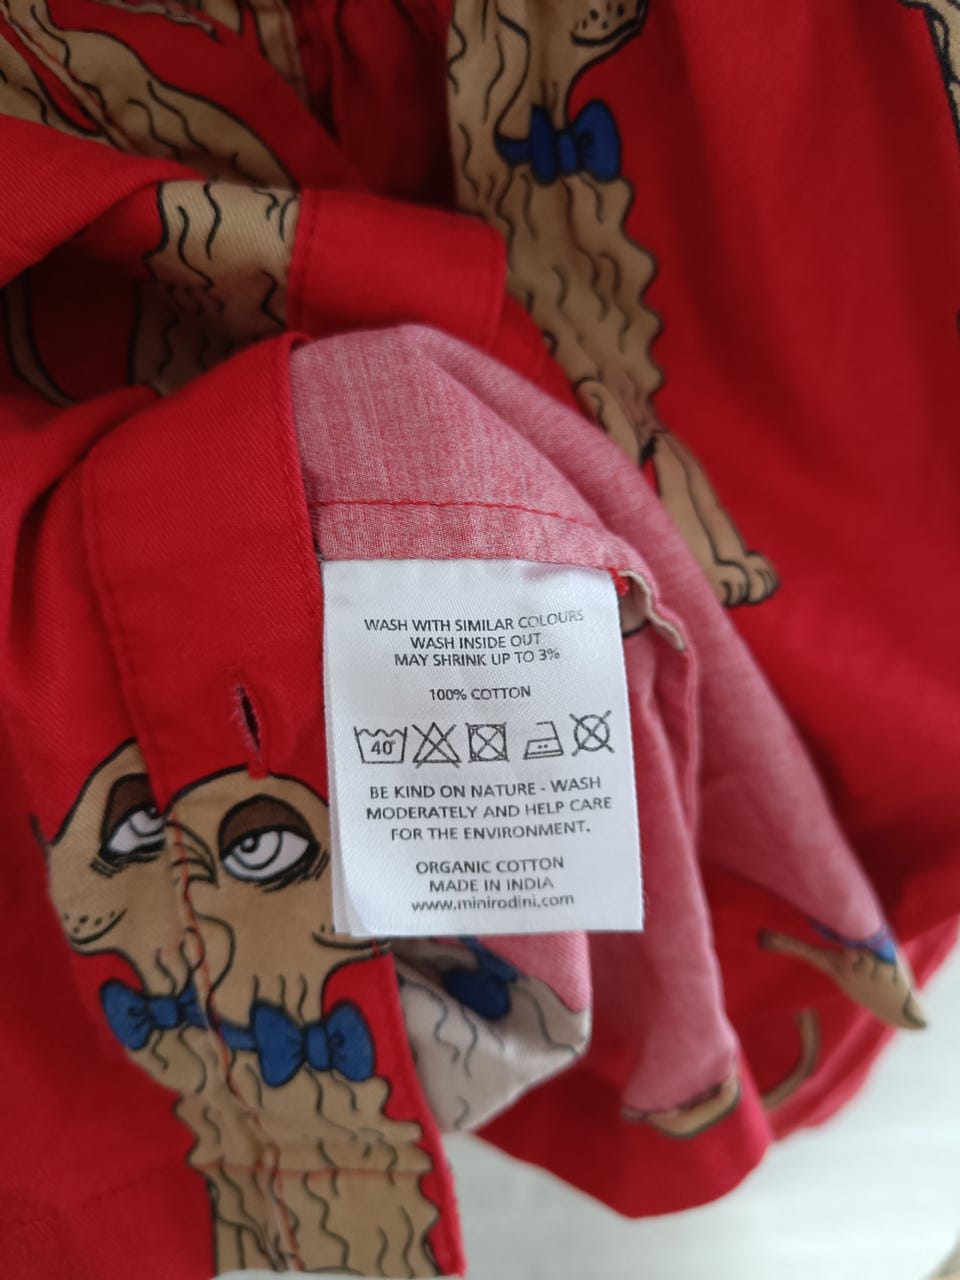 WASH WITH SIMILAR COLOURS
WASH INSIDE OUT
MAY SHRINK UP TO 3%
100% COTTON
40°
BE KIND ON NATURE - WASH
MODERATELY AND HELP CARE
FOR THE ENVIRONMENT.
ORGANIC COTTON
MADE IN INDIA
www.minirodini.com